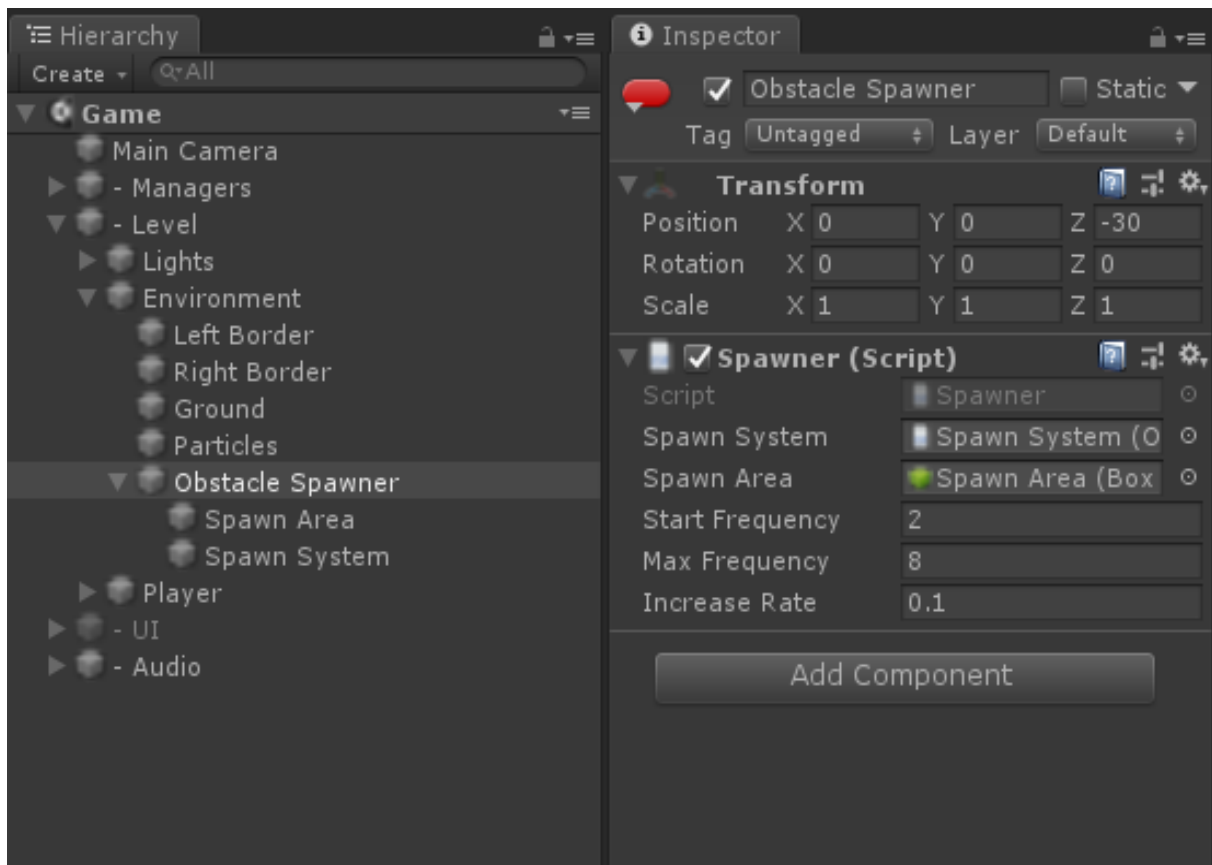 Hierarchy
Create All
Game
Main Camera
- Managers
- Level
Lights
Environment
Left Border
Right Border
Ground
Particles
Obstacle Spawner
Spawn Area
Spawn System
Player
- UI
- Audio
Inspector
Obstacle Spawner Static
Tag Untagged Layer Default
Transform
Position X 0 Y 0 Z -30
Rotation X 0 Y 0 Z 0
Scale X 1 Y 1 Z 1
Spawner (Script)
Script Spawner
Spawn System Spawn System (O
Spawn Area Spawn Area (Box
Start Frequency 2
Max Frequency 8
Increase Rate 0.1
Add Component